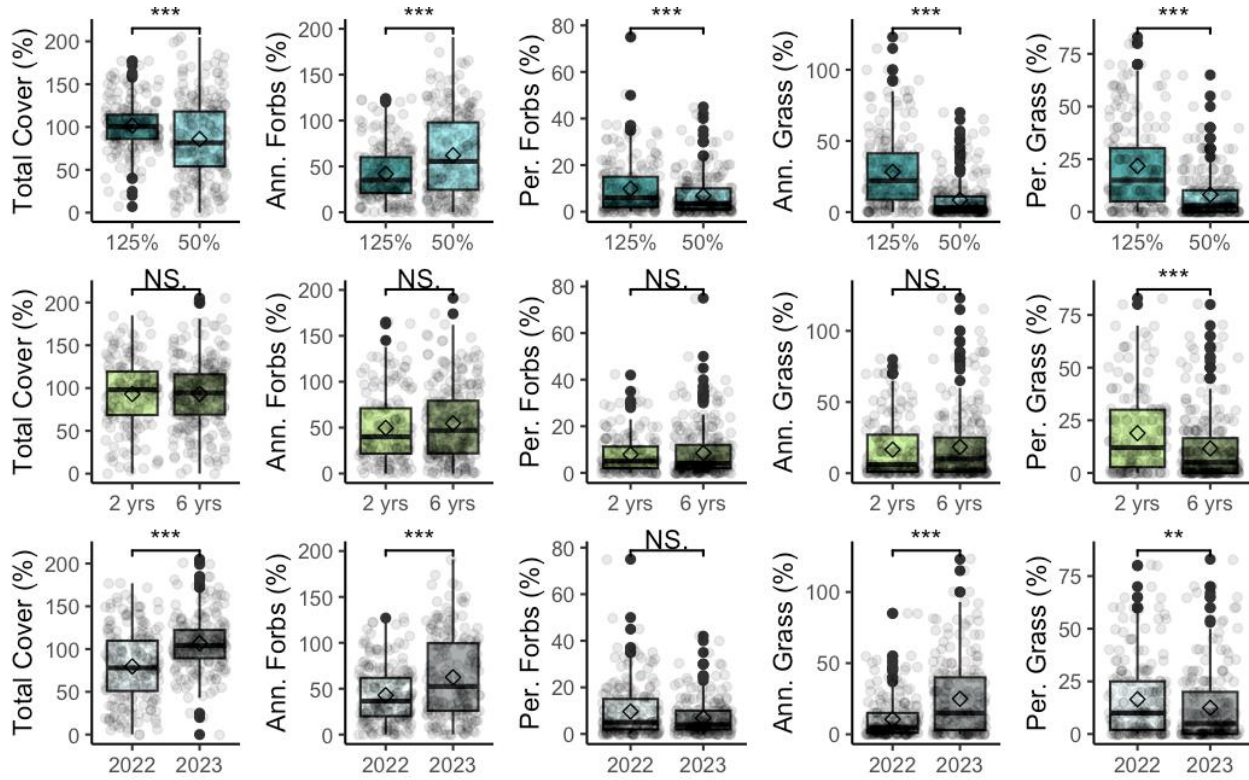 *** *** *** *** ***
Total Cover (%) Ann. Forbs (%) Per. Forbs (%) Ann. Grass (%) Per. Grass (%)
200 200 80 100 75
150 150 60 50 50
100 100 40 0 25
50 50 20 0
0 0 0
125% 50% 125% 50% 125% 50% 125% 50% 125% 50%
NS. NS. NS. NS. ***
Total Cover (%) Ann. Forbs (%) Per. Forbs (%) Ann. Grass (%) Per. Grass (%)
200 200 80 100 75
150 150 60 50 50
100 100 40 0 25
50 50 20 0
0 0 0
2 yrs 6 yrs 2 yrs 6 yrs 2 yrs 6 yrs 2 yrs 6 yrs 2 yrs 6 yrs
*** *** NS. *** **
Total Cover (%) Ann. Forbs (%) Per. Forbs (%) Ann. Grass (%) Per. Grass (%)
200 200 80 100 75
150 150 60 50 50
100 100 40 0 25
50 50 20 0
0 0 0
2022 2023 2022 2023 2022 2023 2022 2023 2022 2023